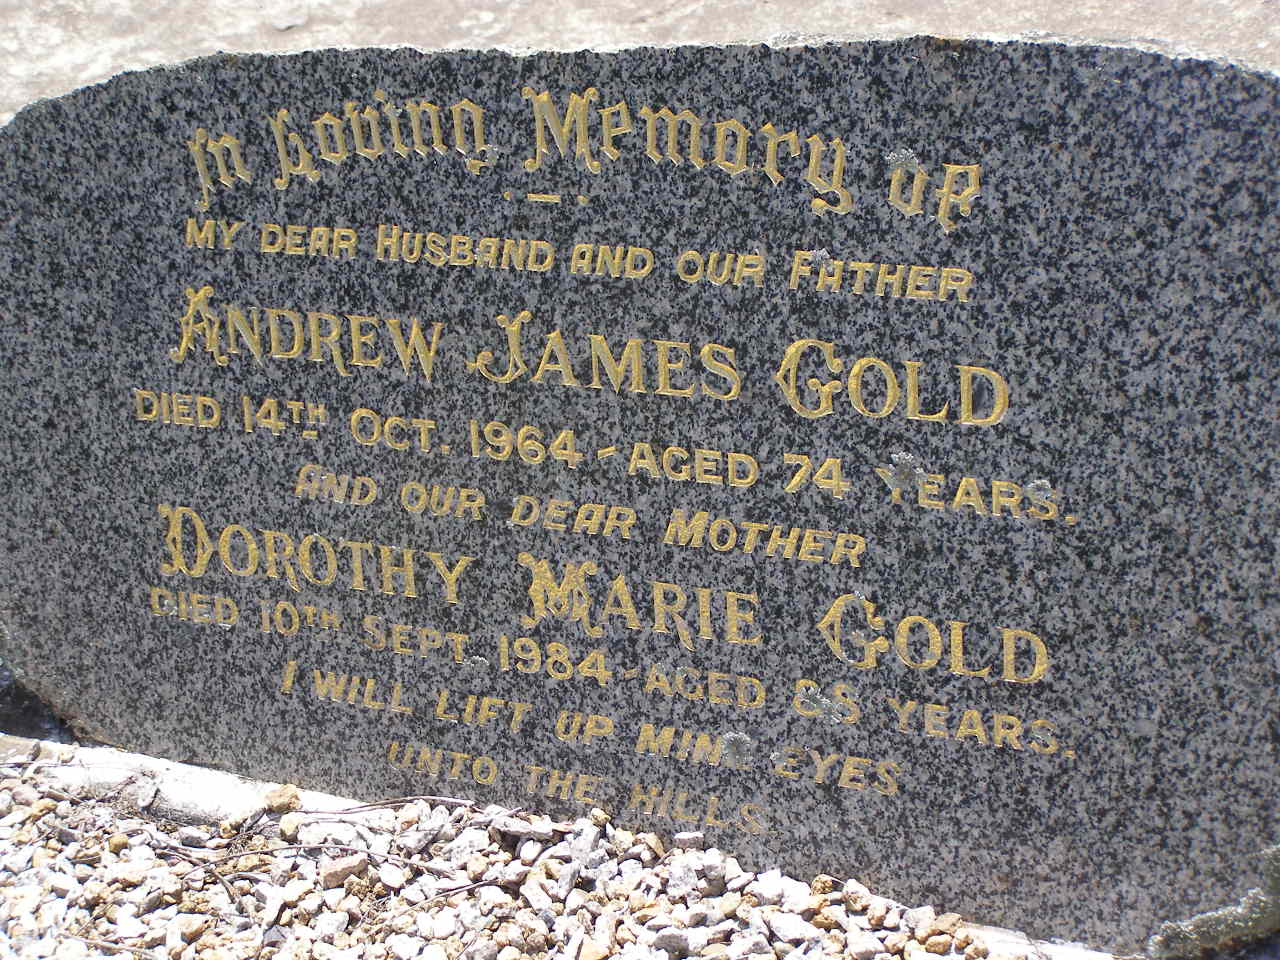 In Loving Memory of
MY DEAR HUSBAND AND OUR FATHER
ANDREW JAMES GOLD
DIED 14TH OCT. 1964 - AGED 74 YEARS.
AND OUR DEAR MOTHER
DOROTHY MARIE GOLD
DIED 10TH SEPT. 1984 - AGED YEARS.
I WILL LIFT UP MINE EYES
UNTO THE HILLS